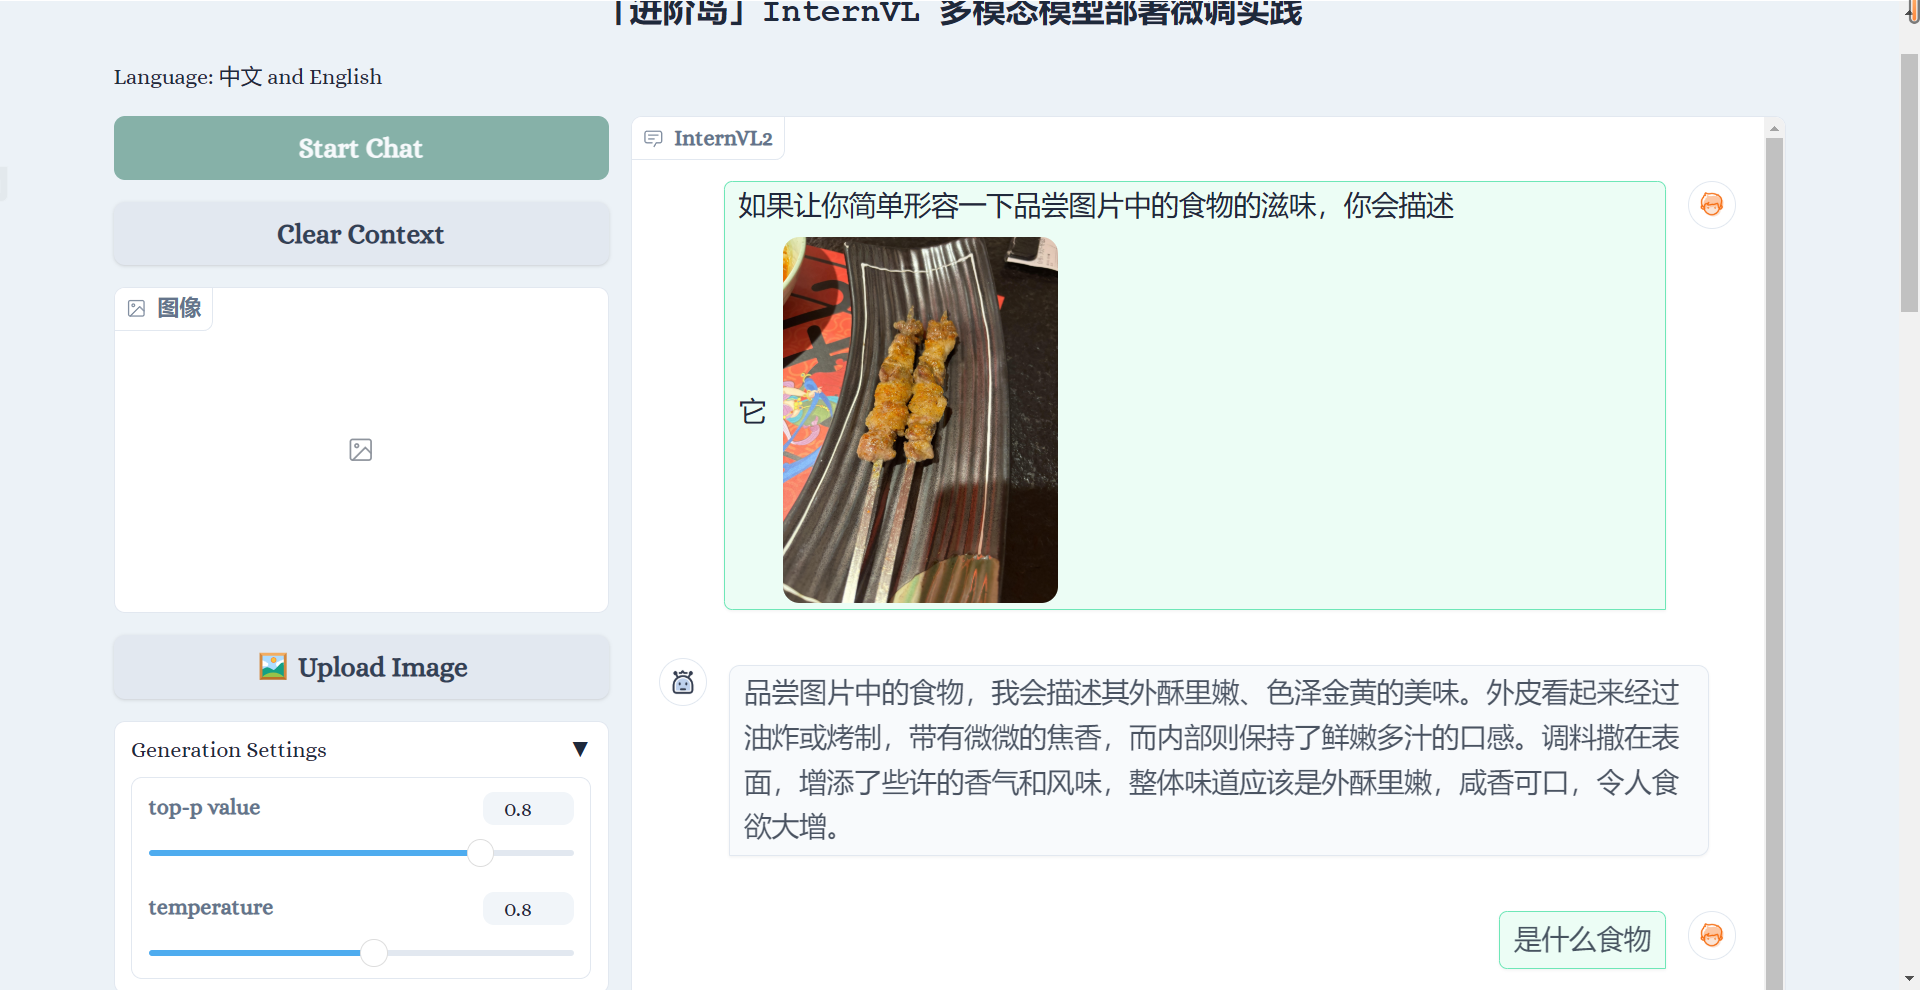 「进阶岛」InternVL 多模态模型部署微调实践
Language: 中文 and English
Start Chat
Clear Context
图像
Upload Image
Generation Settings ▼
top-p value 0.8
temperature 0.8
InternVL2
如果让你简单形容一下品尝图片中的食物的滋味，你会描述
它
品尝图片中的食物，我会描述其外酥里嫩、色泽金黄的美味。外皮看起来经过
油炸或烤制，带有微微的焦香，而内部则保持了鲜嫩多汁的口感。调料撒在表
面，增添了些许的香气和风味，整体味道应该是外酥里嫩，咸香可口，令人食
欲大增。
是什么食物